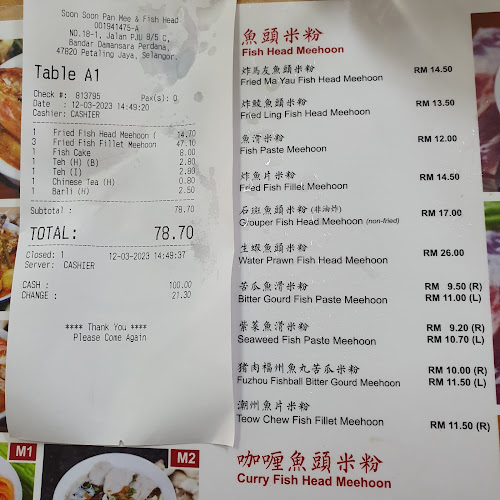 Soon Soon Pan Mee & Fish Head
001941475-A
NO.18-1, Jalan PJU 8/5 C,
Bandar Damansara Perdana,
47820 Petaling Jaya, Selangor.
Table A1
Check #: 813795 Pax(s): 0
Date : 12-03-2023 14:49:20
Cashier: CASHIER
1 Fried Fish Head Meehoon ( 14.70
3 Fried Fish Fillet Meehoon 47.10
1 Fish Cake 8.00
1 Teh (H) (B) 2.80
1 Teh (I) 2.80
1 Chinese Tea (H) 0.80
1 Barli (H) 2.50
Subtotal : 78.70
TOTAL: 78.70
Closed: 1 12-03-2023 14:49:37
Server: CASHIER
CASH : 100.00
CHANGE : 21.30
**** Thank You ****
Please Come Again
魚頭米粉
Fish Head Meehoon
炸馬友魚頭米粉
Fried Ma Yau Fish Head Meehoon RM 14.50
炸鯪魚頭米粉
Fried Ling Fish Head Meehoon RM 13.50
魚滑米粉
Fish Paste Meehoon RM 12.00
炸魚片米粉
Fried Fish Fillet Meehoon RM 14.50
石斑魚頭米粉 (非油炸)
Grouper Fish Head Meehoon (non-fried) RM 17.00
生蝦魚頭米粉
Water Prawn Fish Head Meehoon RM 26.00
苦瓜魚滑米粉 RM 9.50 (R)
Bitter Gourd Fish Paste Meehoon RM 11.00 (L)
紫菜魚滑米粉 RM 9.20 (R)
Seaweed Fish Paste Meehoon RM 10.70 (L)
猪肉福州魚丸苦瓜米粉 RM 10.00 (R)
Fuzhou Fishball Bitter Gourd Meehoon RM 11.50 (L)
潮州魚片米粉
Teow Chew Fish Fillet Meehoon RM 11.50 (R)
咖喱魚頭米粉
Curry Fish Head Meehoon
M1
M2